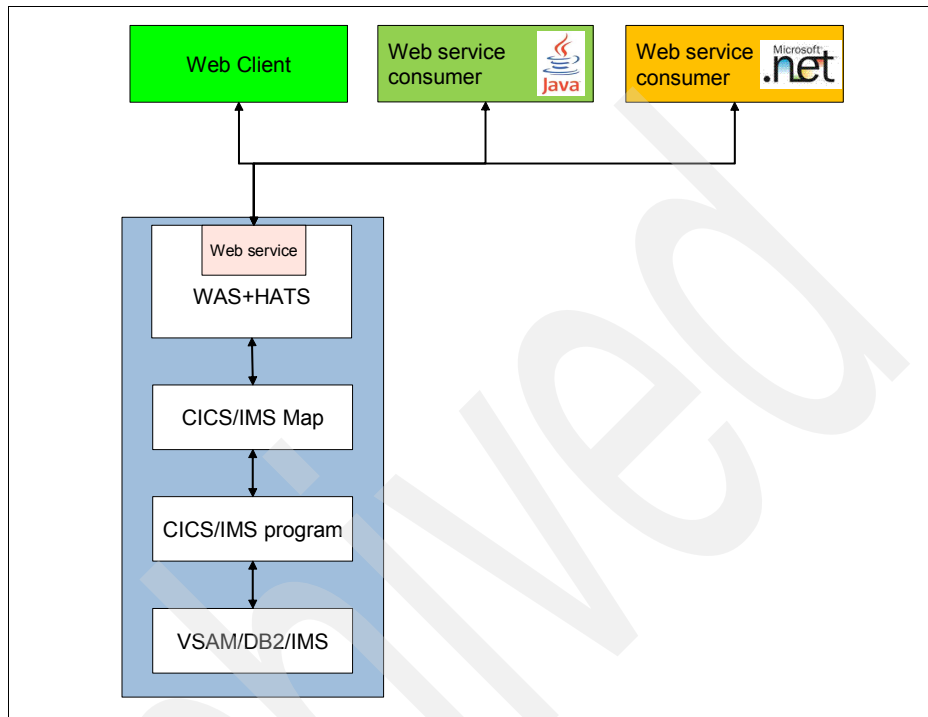 Web Client
Web service
consumer
Java
Web service
consumer
Microsoft
.net
Web service
WAS+HATS
CICS/IMS Map
CICS/IMS program
VSAM/DB2/IMS
hived